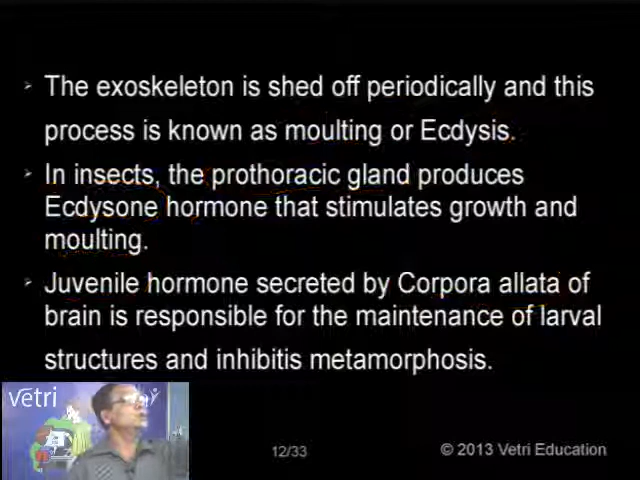 The exoskeleton is shed off periodically and this
process is known as moulting or Ecdysis.
In insects, the prothoracic gland produces
Ecdysone hormone that stimulates growth and
moulting.
Juvenile hormone secreted by Corpora allata of
brain is responsible for the maintenance of larval
structures and inhibitis metamorphosis.
vetri
12/33
© 2013 Vetri Education